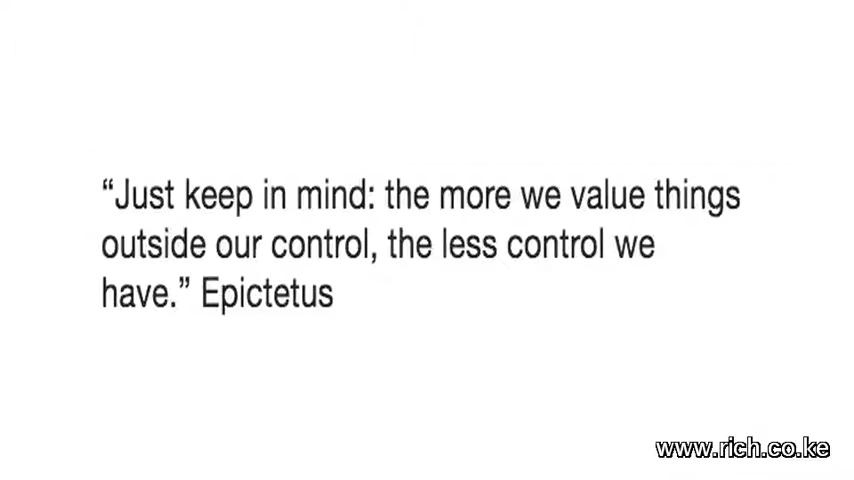 “Just keep in mind: the more we value things
outside our control, the less control we
have.” Epictetus
www.rich.co.ke